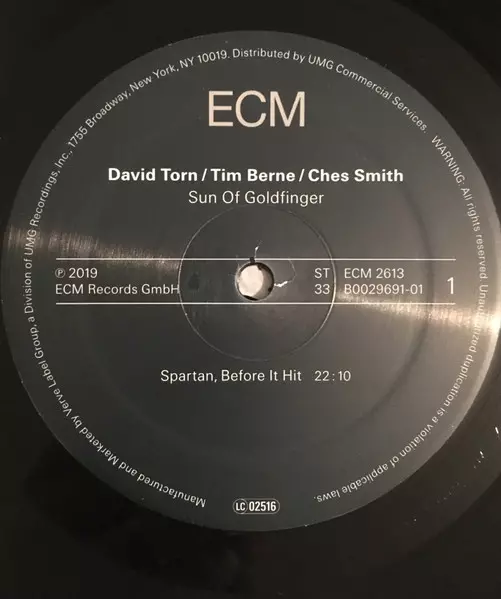 ECM
David Torn / Tim Berne / Ches Smith
Sun Of Goldfinger
℗ 2019
ECM Records GmbH
ST
33
ECM 2613
B0029691-01
1
Spartan, Before It Hit 22:10
LC 02516
Manufactured and Marketed by Verve Label Group, a Division of UMG Recordings, Inc., 1755 Broadway, New York, NY 10019. Distributed by UMG Commercial Services. WARNING: All rights reserved. Unauthorized duplication is a violation of applicable laws.